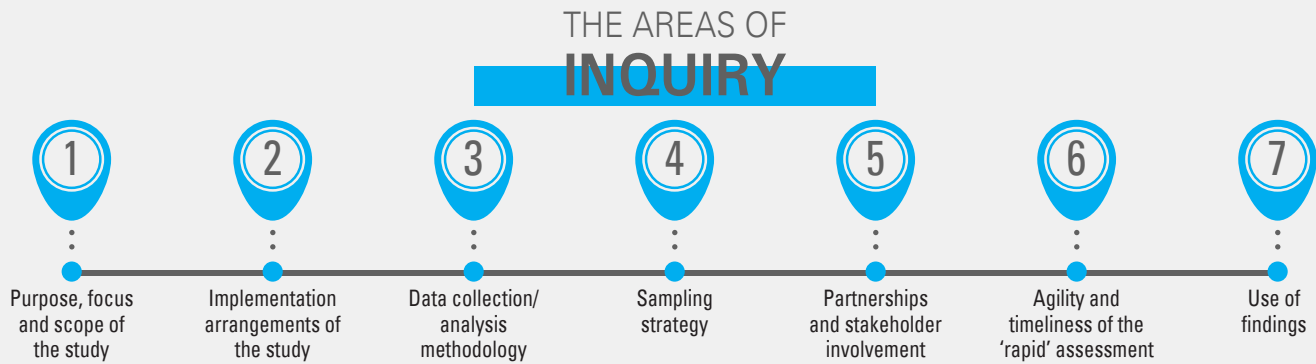 THE AREAS OF
INQUIRY
1
2
3
4
5
6
7
Purpose, focus
and scope of
the study
Implementation
arrangements of
the study
Data collection/
analysis
methodology
Sampling
strategy
Partnerships
and stakeholder
involvement
Agility and
timeliness of the
‘rapid’ assessment
Use of
findings